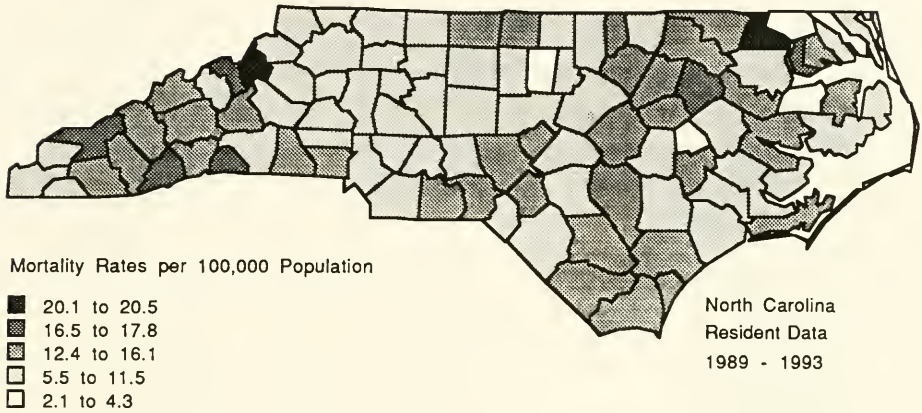 Mortality Rates per 100,000 Population
20.1 to 20.5
16.5 to 17.8
12.4 to 16.1
5.5 to 11.5
2.1 to 4.3
North Carolina
Resident Data
1989 - 1993